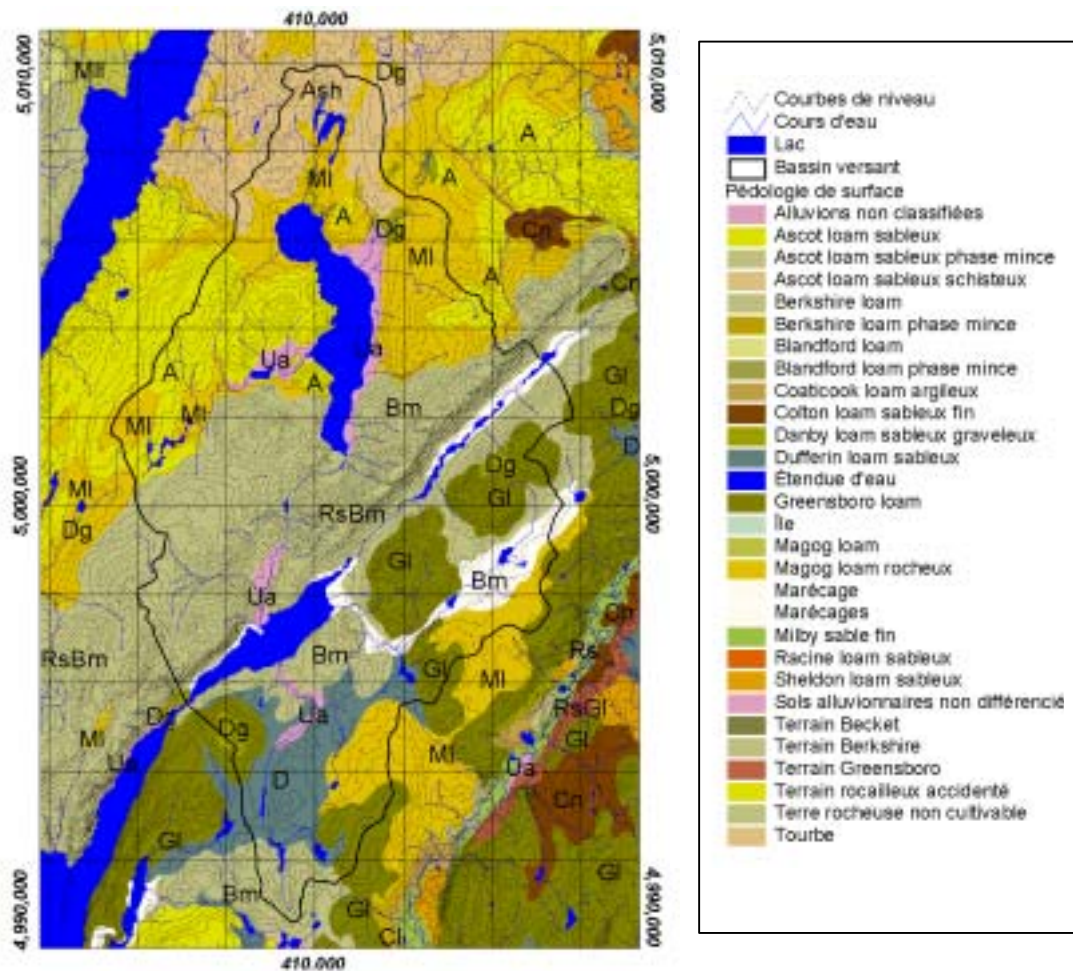 410,000
5,010,000
5,010,000
Mll
Dg
Ash
A
Ml
A
A
Dg
Cn
Ml
A
Cn
Ua
Ua
A
A
Bm
Gl
Ml
Ml
Dg
D
Dg
Gl
5,000,000
5,000,000
Ml
Dg
RsBm
Gl
Bm
Ua
Ch
RsBm
Bm
Gl
Rs
Ml
D
Ua
RsGl
Dg
Ml
Gl
Ml
Ua
D
Ua
Cn
Gl
Gl
Bm
Gl
4,990,000
4,990,000
410,000
Courbes de niveau
Cours d'eau
Lac
Bassin versant
Pédologie de surface
Alluvions non classifiées
Ascot loam sableux
Ascot loam sableux phase mince
Ascot loam sableux schisteux
Berkshire loam
Berkshire loam phase mince
Blandford loam
Blandford loam phase mince
Coaticook loam argileux
Colton loam sableux fin
Danby loam sableux graveleux
Dufferin loam sableux
Étendue d'eau
Greensboro loam
Île
Magog loam
Magog loam rocheux
Marécage
Marécages
Milby sable fin
Racine loam sableux
Sheldon loam sableux
Sols alluvionnaires non différencié
Terrain Becket
Terrain Berkshire
Terrain Greensboro
Terrain rocailleux accidenté
Terre rocheuse non cultivable
Tourbe